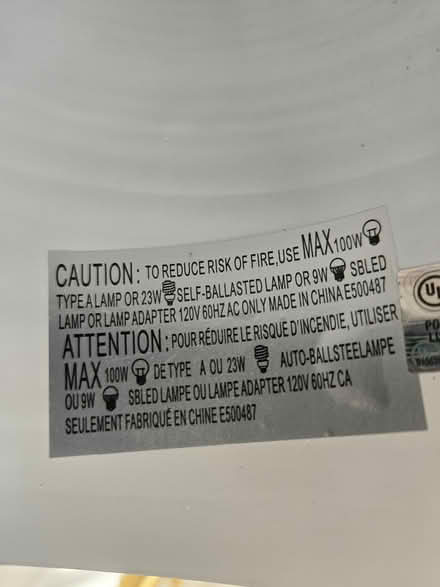 CAUTION: TO REDUCE RISK OF FIRE,USE MAX 100W
TYPE A LAMP OR 23W SELF-BALLASTED LAMP OR 9W SBLED
LAMP OR LAMP ADAPTER 120V 60HZ AC ONLY MADE IN CHINA E500487
ATTENTION: POUR RÉDUIRE LE RISQUE D'INCENDIE, UTILISER
MAX 100W DE TYPE A OU 23W AUTO-BALLSTEELAMPE
OU 9W SBLED LAMPE OU LAMPE ADAPTER 120V 60HZ CA
SEULEMENT FABRIQUÉ EN CHINE E500487